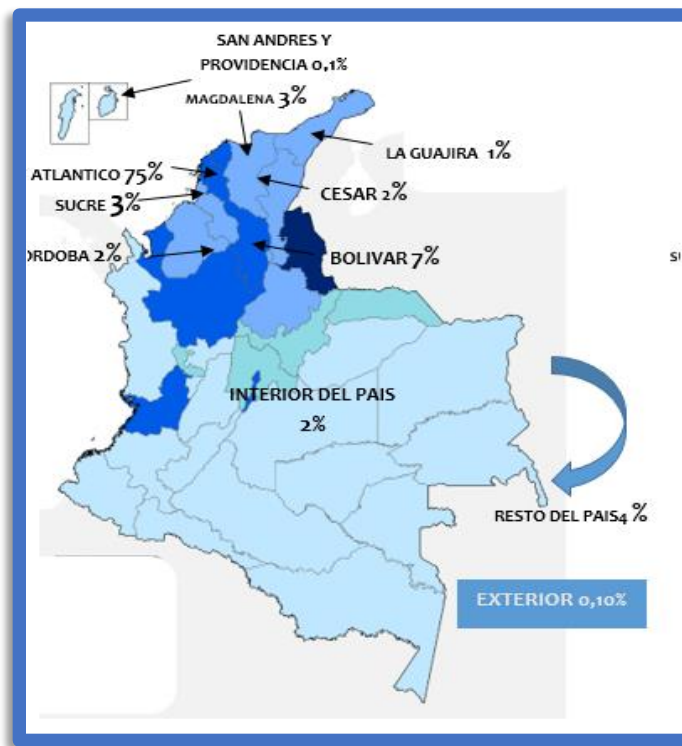 SAN ANDRES Y
PROVIDENCIA 0,1%
MAGDALENA 3%
LA GUAJIRA 1%
ATLANTICO 75%
CESAR 2%
SUCRE 3%
ORDOBA 2%
BOLIVAR 7%
INTERIOR DEL PAIS
2%
RESTO DEL PAIS4 %
EXTERIOR 0,10%